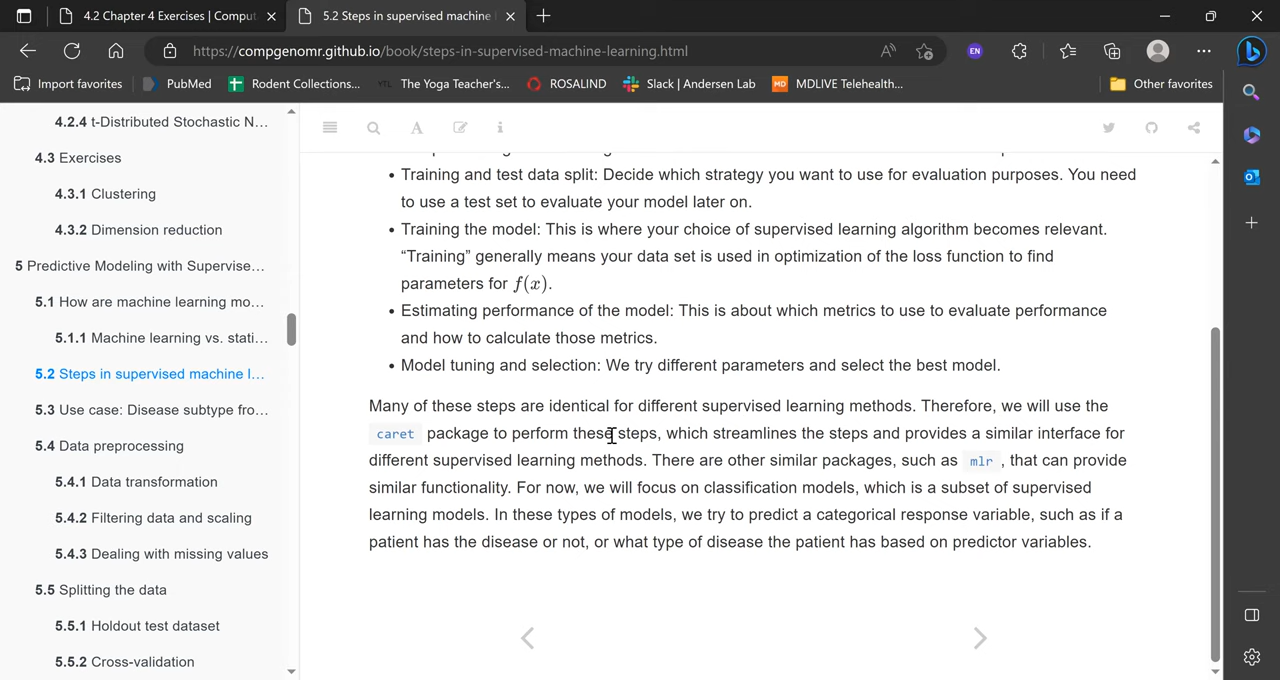 4.2 Chapter 4 Exercises | Comput
5.2 Steps in supervised machine l
https://compgenomr.github.io/book/steps-in-supervised-machine-learning.html
EN
Import favorites
PubMed
Rodent Collections...
YTL The Yoga Teacher's...
ROSALIND
Slack | Andersen Lab
MD MDLIVE Telehealth...
Other favorites
4.2.4 t-Distributed Stochastic N...
4.3 Exercises
4.3.1 Clustering
4.3.2 Dimension reduction
5 Predictive Modeling with Supervise...
5.1 How are machine learning mo...
5.1.1 Machine learning vs. stati...
5.2 Steps in supervised machine l...
5.3 Use case: Disease subtype fro...
5.4 Data preprocessing
5.4.1 Data transformation
5.4.2 Filtering data and scaling
5.4.3 Dealing with missing values
5.5 Splitting the data
5.5.1 Holdout test dataset
5.5.2 Cross-validation
• Training and test data split: Decide which strategy you want to use for evaluation purposes. You need
to use a test set to evaluate your model later on.
• Training the model: This is where your choice of supervised learning algorithm becomes relevant.
“Training” generally means your data set is used in optimization of the loss function to find
parameters for f(x).
• Estimating performance of the model: This is about which metrics to use to evaluate performance
and how to calculate those metrics.
• Model tuning and selection: We try different parameters and select the best model.
Many of these steps are identical for different supervised learning methods. Therefore, we will use the
caret package to perform these steps, which streamlines the steps and provides a similar interface for
different supervised learning methods. There are other similar packages, such as mlr , that can provide
similar functionality. For now, we will focus on classification models, which is a subset of supervised
learning models. In these types of models, we try to predict a categorical response variable, such as if a
patient has the disease or not, or what type of disease the patient has based on predictor variables.